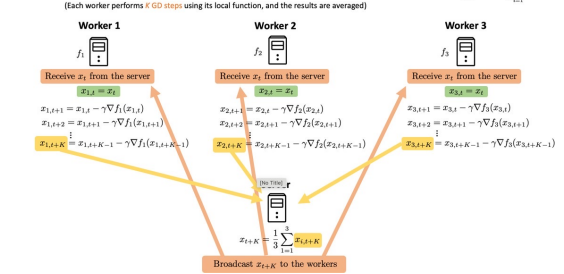 (Each worker performs K GD steps using its local function, and the results are averaged)
Worker 1
Worker 2
Worker 3
f₁
f₂
f₃
Receive xₜ from the server
Receive xₜ from the server
Receive xₜ from the server
x₁,ₜ = xₜ
x₂,ₜ = xₜ
x₃,ₜ = xₜ
x₁,ₜ₊₁ = x₁,ₜ − γ∇f₁(x₁,ₜ)
x₁,ₜ₊₂ = x₁,ₜ₊₁ − γ∇f₁(x₁,ₜ₊₁)
⋮
x₁,ₜ₊K = x₁,ₜ₊K₋₁ − γ∇f₁(x₁,ₜ₊K₋₁)
x₂,ₜ₊₁ = x₂,ₜ − γ∇f₂(x₂,ₜ)
x₂,ₜ₊₂ = x₂,ₜ₊₁ − γ∇f₂(x₂,ₜ₊₁)
⋮
x₂,ₜ₊K = x₂,ₜ₊K₋₁ − γ∇f₂(x₂,ₜ₊K₋₁)
x₃,ₜ₊₁ = x₃,ₜ − γ∇f₃(x₃,ₜ)
x₃,ₜ₊₂ = x₃,ₜ₊₁ − γ∇f₃(x₃,ₜ₊₁)
⋮
x₃,ₜ₊K = x₃,ₜ₊K₋₁ − γ∇f₃(x₃,ₜ₊K₋₁)
[No Title]
xₜ₊K = 1/3 ∑³ᵢ₌₁ xᵢ,ₜ₊K
Broadcast xₜ₊K to the workers